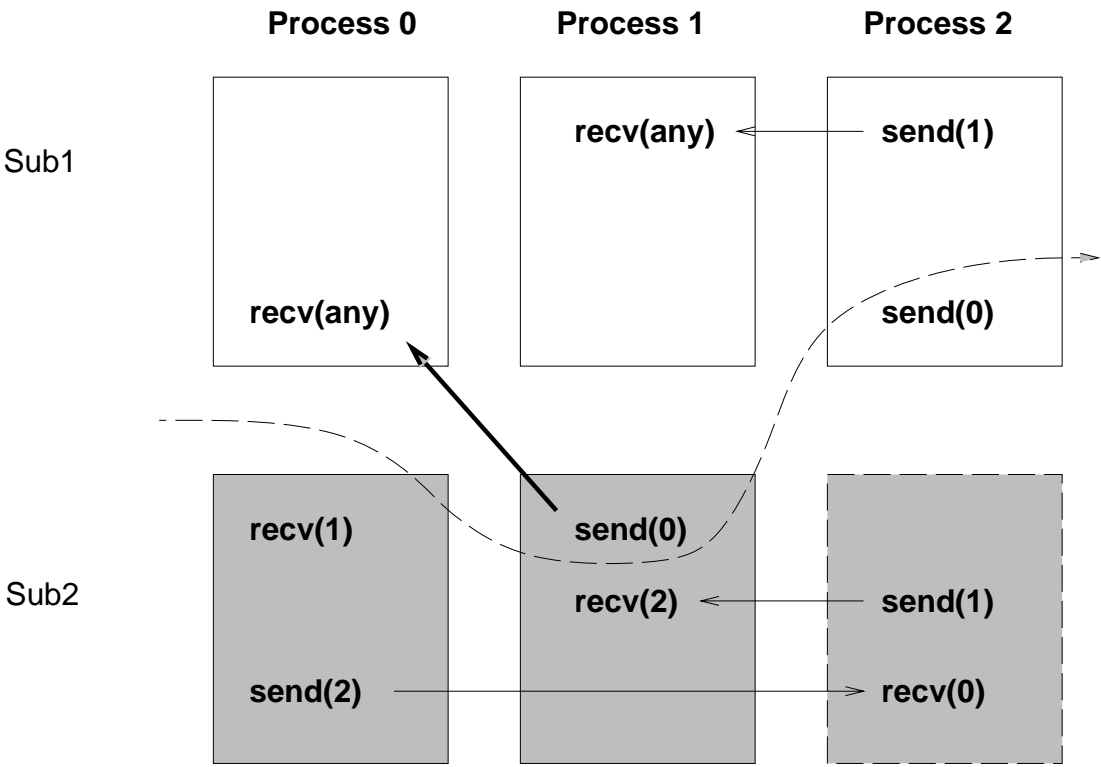 Process 0 Process 1 Process 2
recv(any) send(1)
Sub1
recv(any) send(0)
recv(1) send(0)
Sub2 recv(2) send(1)
send(2) recv(0)